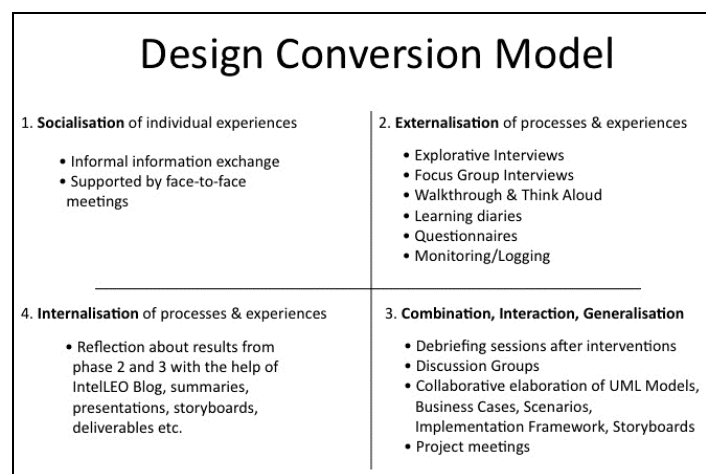 Design Conversion Model
1. Socialisation of individual experiences
• Informal information exchange
• Supported by face-to-face
meetings
2. Externalisation of processes & experiences
• Explorative Interviews
• Focus Group Interviews
• Walkthrough & Think Aloud
• Learning diaries
• Questionnaires
• Monitoring/Logging
4. Internalisation of processes & experiences
• Reflection about results from
phase 2 and 3 with the help of
IntelLEO Blog, summaries,
presentations, storyboards,
deliverables etc.
3. Combination, Interaction, Generalisation
• Debriefing sessions after interventions
• Discussion Groups
• Collaborative elaboration of UML Models,
Business Cases, Scenarios,
Implementation Framework, Storyboards
• Project meetings